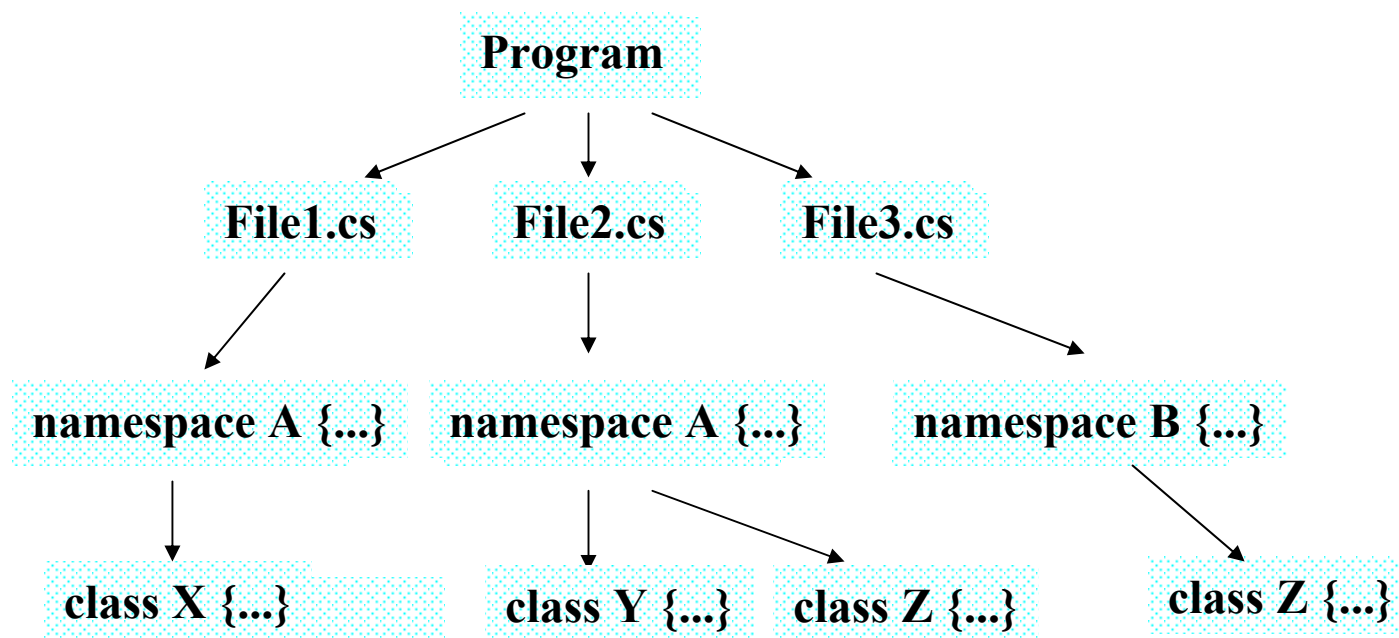 Program
File1.cs
File2.cs
File3.cs
namespace A {...}
namespace A {...}
namespace B {...}
class X {...}
class Y {...}
class Z {...}
class Z {...}